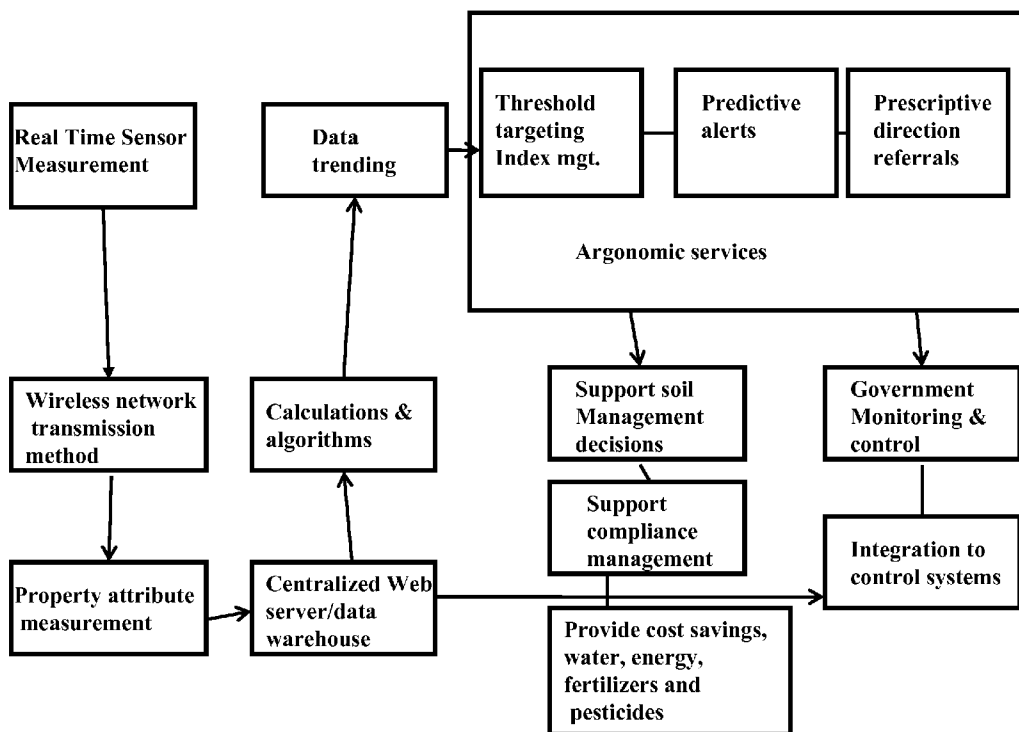 Real Time Sensor
Measurement
Data
trending
Threshold
targeting
Index mgt.
Predictive
alerts
Prescriptive
direction
referrals
Argonomic services
Wireless network
transmission
method
Calculations &
algorithms
Support soil
Management
decisions
Government
Monitoring &
control
Support
compliance
management
Property attribute
measurement
Centralized Web
server/data
warehouse
Integration to
control systems
Provide cost savings,
water, energy,
fertilizers and
pesticides